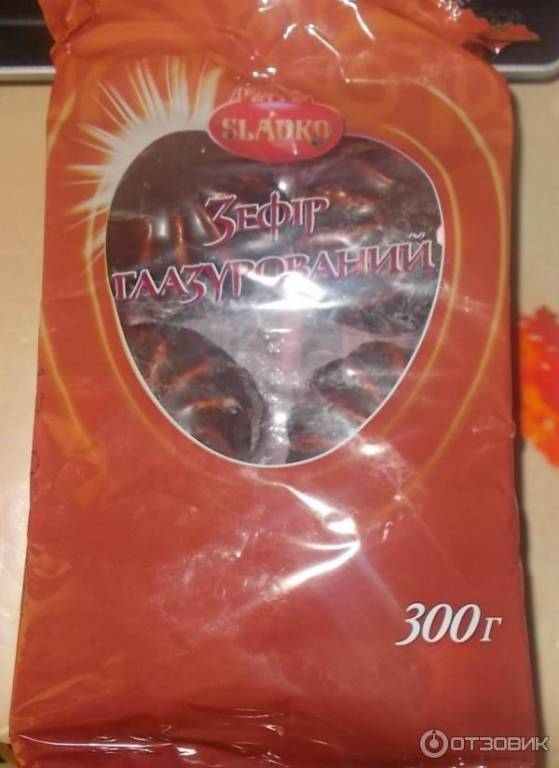 SLADKO
Зефір
глазурований
300г
ОТЗОВИК